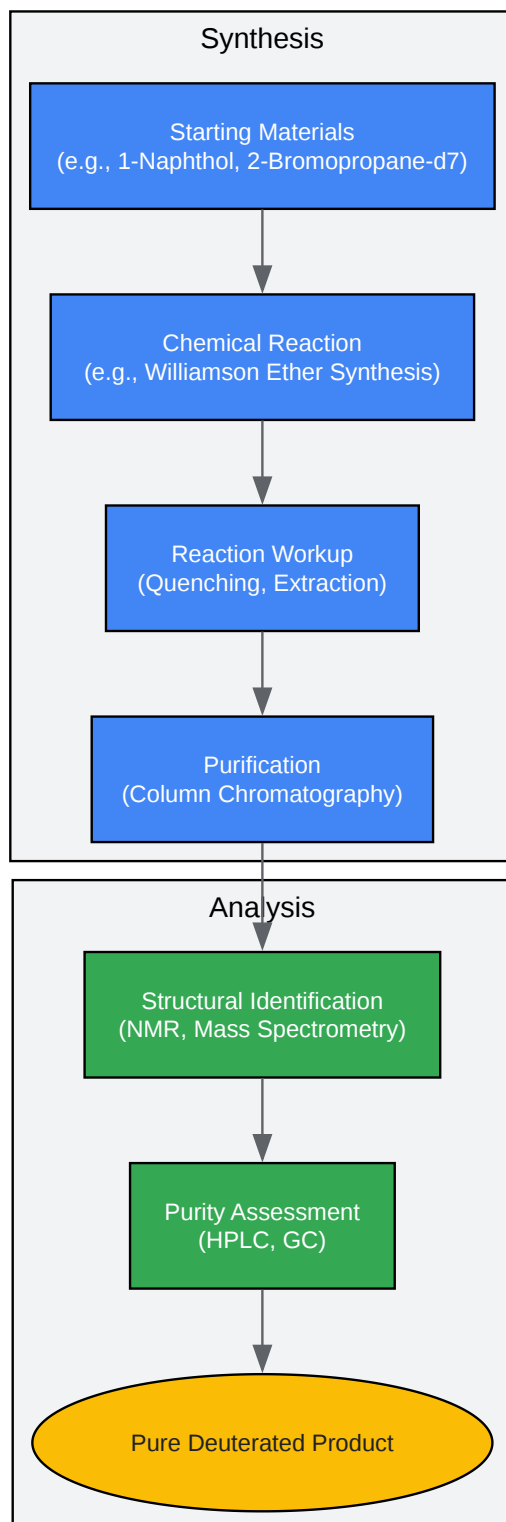 Synthesis
Starting Materials
(e.g., 1-Naphthol, 2-Bromopropane-d7)
Chemical Reaction
(e.g., Williamson Ether Synthesis)
Reaction Workup
(Quenching, Extraction)
Purification
(Column Chromatography)
Analysis
Structural Identification
(NMR, Mass Spectrometry)
Purity Assessment
(HPLC, GC)
Pure Deuterated Product